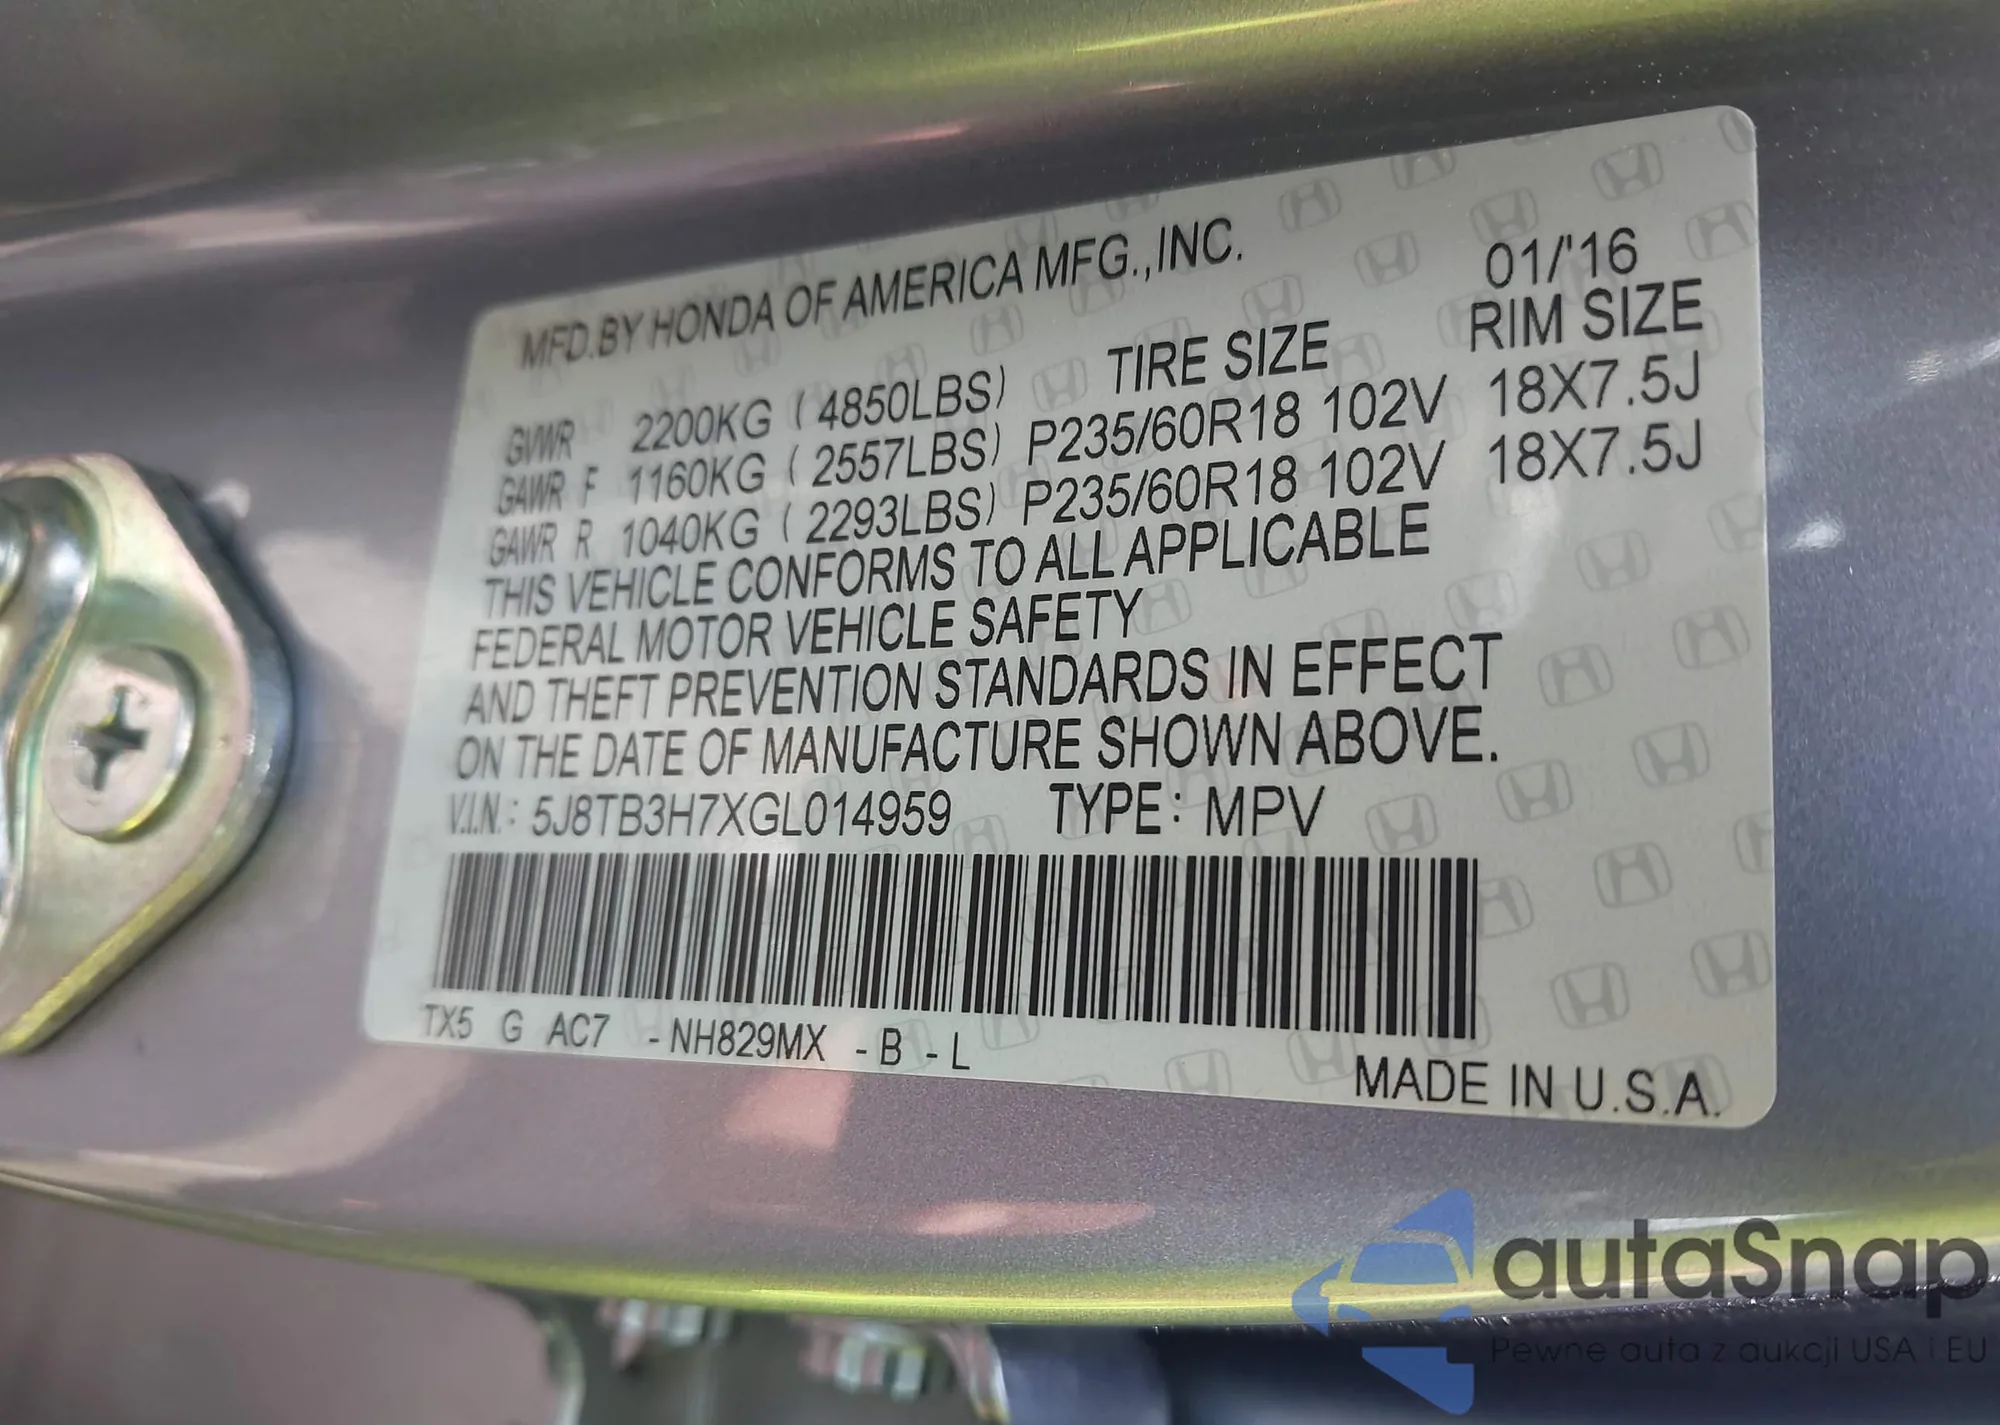 MFD.BY HONDA OF AMERICA MFG.,INC. 01/'16
TIRE SIZE RIM SIZE
GVWR 2200KG ( 4850LBS)
GAWR F 1160KG ( 2557LBS) P235/60R18 102V 18X7.5J
GAWR R 1040KG ( 2293LBS) P235/60R18 102V 18X7.5J
THIS VEHICLE CONFORMS TO ALL APPLICABLE
FEDERAL MOTOR VEHICLE SAFETY
AND THEFT PREVENTION STANDARDS IN EFFECT
ON THE DATE OF MANUFACTURE SHOWN ABOVE.
V.I.N.: 5J8TB3H7XGL014959 TYPE: MPV
TX5 G AC7 -NH829MX -B -L
MADE IN U.S.A.
autaSnap
Pewne auta z aukcji USA i EU